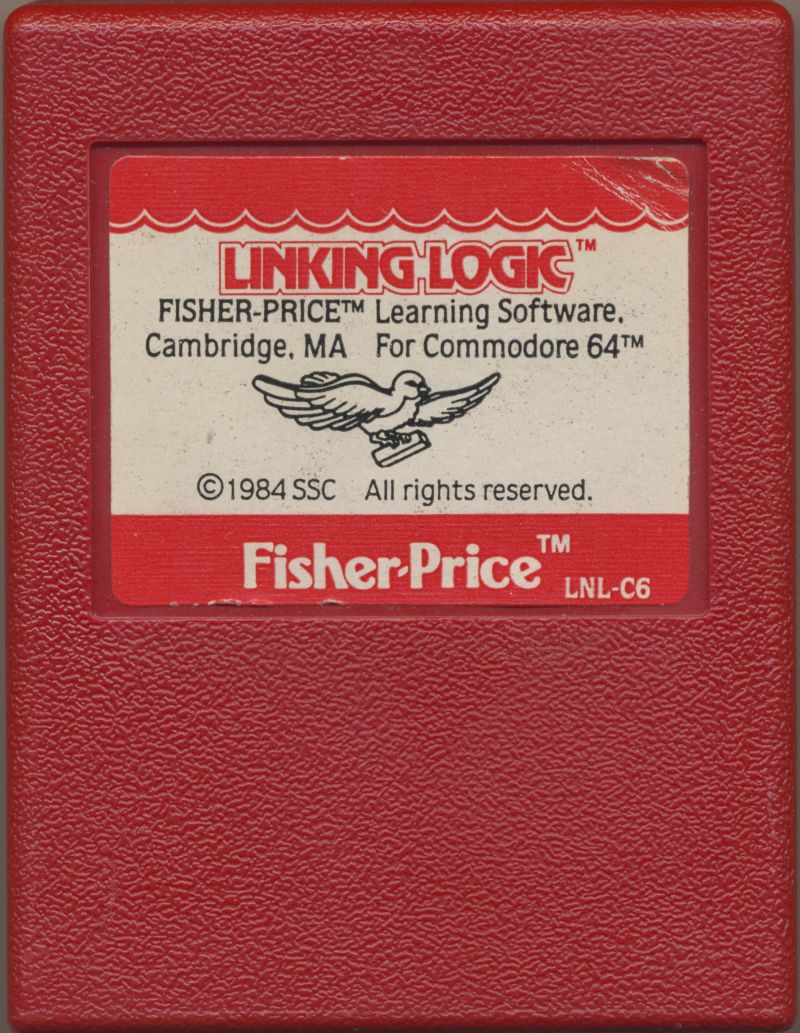 LINKING LOGIC™
FISHER-PRICE™ Learning Software,
Cambridge, MA For Commodore 64™
©1984 SSC All rights reserved.
Fisher-Price™
LNL-C6